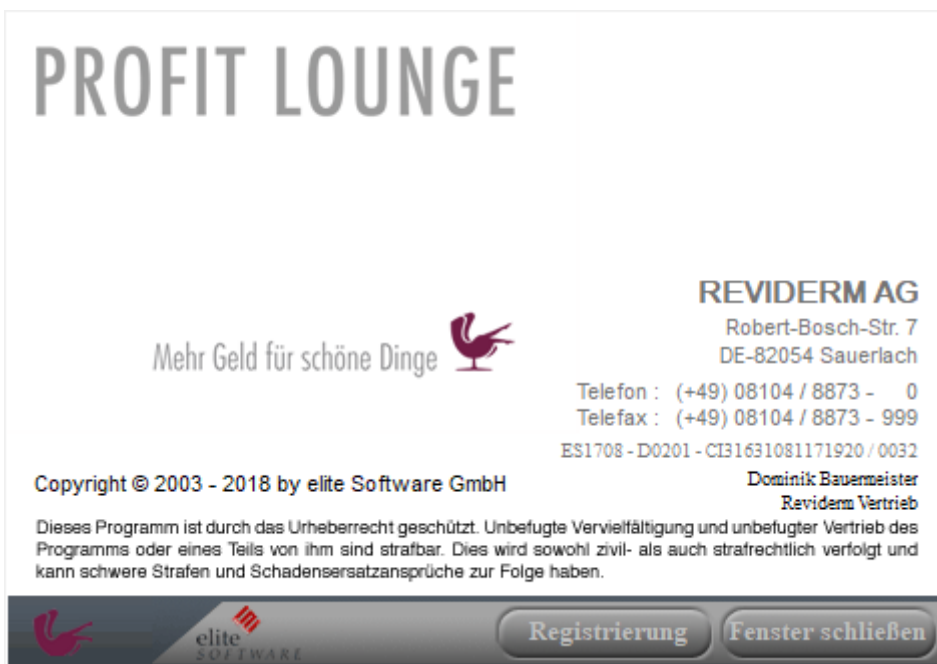 PROFIT LOUNGE
REVIDERM AG
Robert-Bosch-Str. 7
DE-82054 Sauerlach
Mehr Geld für schöne Dinge
Telefon : (+49) 08104 / 8873 - 0
Telefax : (+49) 08104 / 8873 - 999
ES1708 - D0201 - CI31631081171920 / 0032
Copyright © 2003 - 2018 by elite Software GmbH
Dominik Bauermeister
Reviderm Vertrieb
Dieses Programm ist durch das Urheberrecht geschützt. Unbefugte Vervielfältigung und unbefugter Vertrieb des
Programms oder eines Teils von ihm sind strafbar. Dies wird sowohl zivil- als auch strafrechtlich verfolgt und
kann schwere Strafen und Schadensersatzansprüche zur Folge haben.
elite
SOFTWARE
Registrierung
Fenster schließen